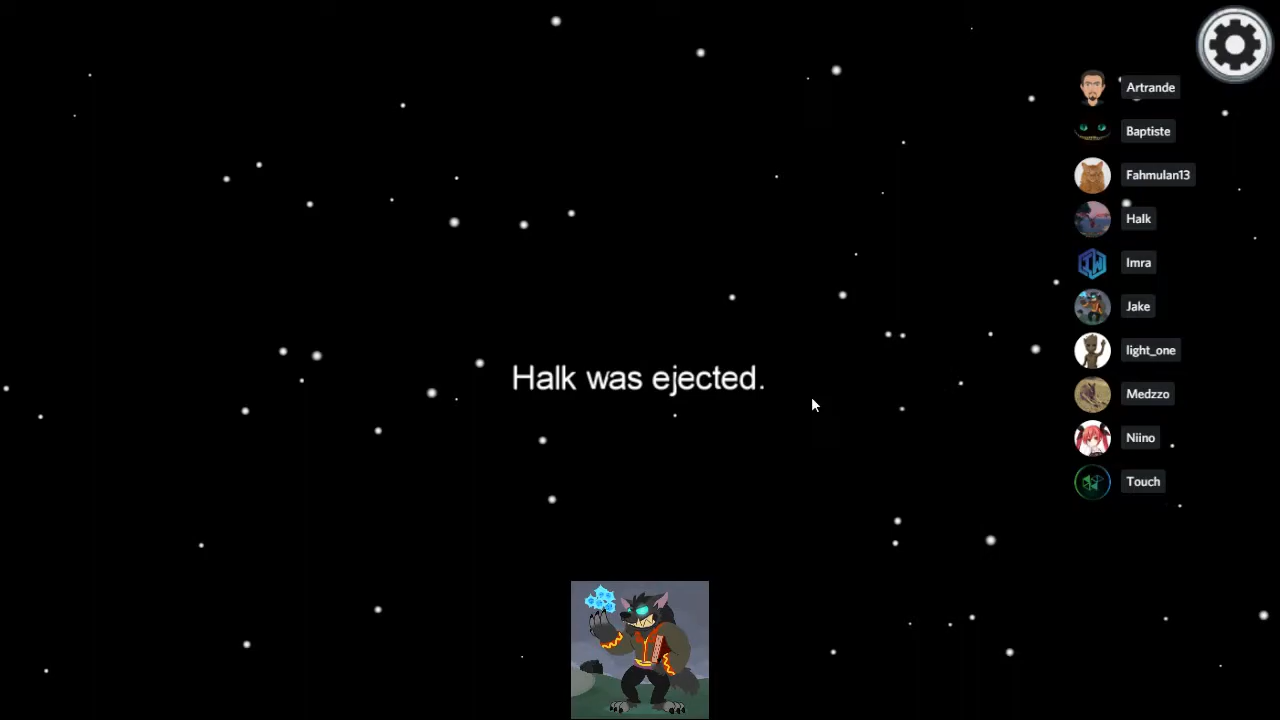 Artrande
Baptiste
Fahmulan13
Halk
Imra
Jake
light_one
Medzzo
Niino
Touch
Halk was ejected.